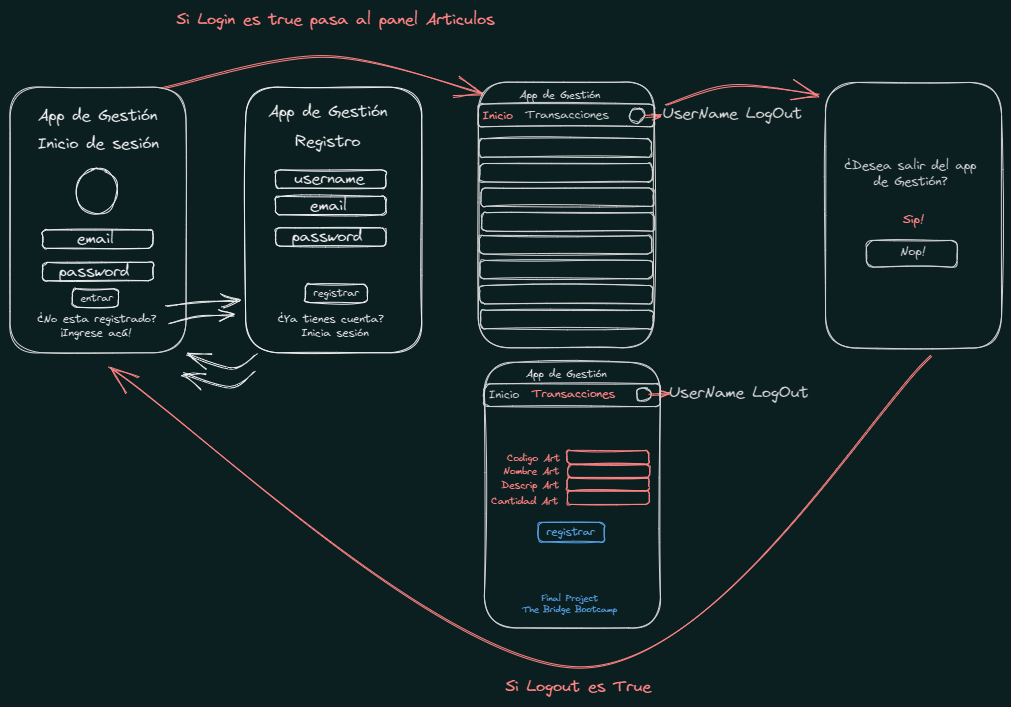 Si Login es true pasa al panel Articulos
App de Gestión
Inicio de sesión
email
password
entrar
¿No esta registrado?
¡Ingrese acá!
App de Gestión
Registro
username
email
password
registrar
¿Ya tienes cuenta?
Inicia sesión
App de Gestión
Inicio Transacciones
UserName LogOut
¿Desea salir del app
de Gestión?
Sip!
Nop!
App de Gestión
Inicio Transacciones
UserName LogOut
Codigo Art
Nombre Art
Descrip Art
Cantidad Art
registrar
Final Project
The Bridge Bootcamp
Si Logout es True